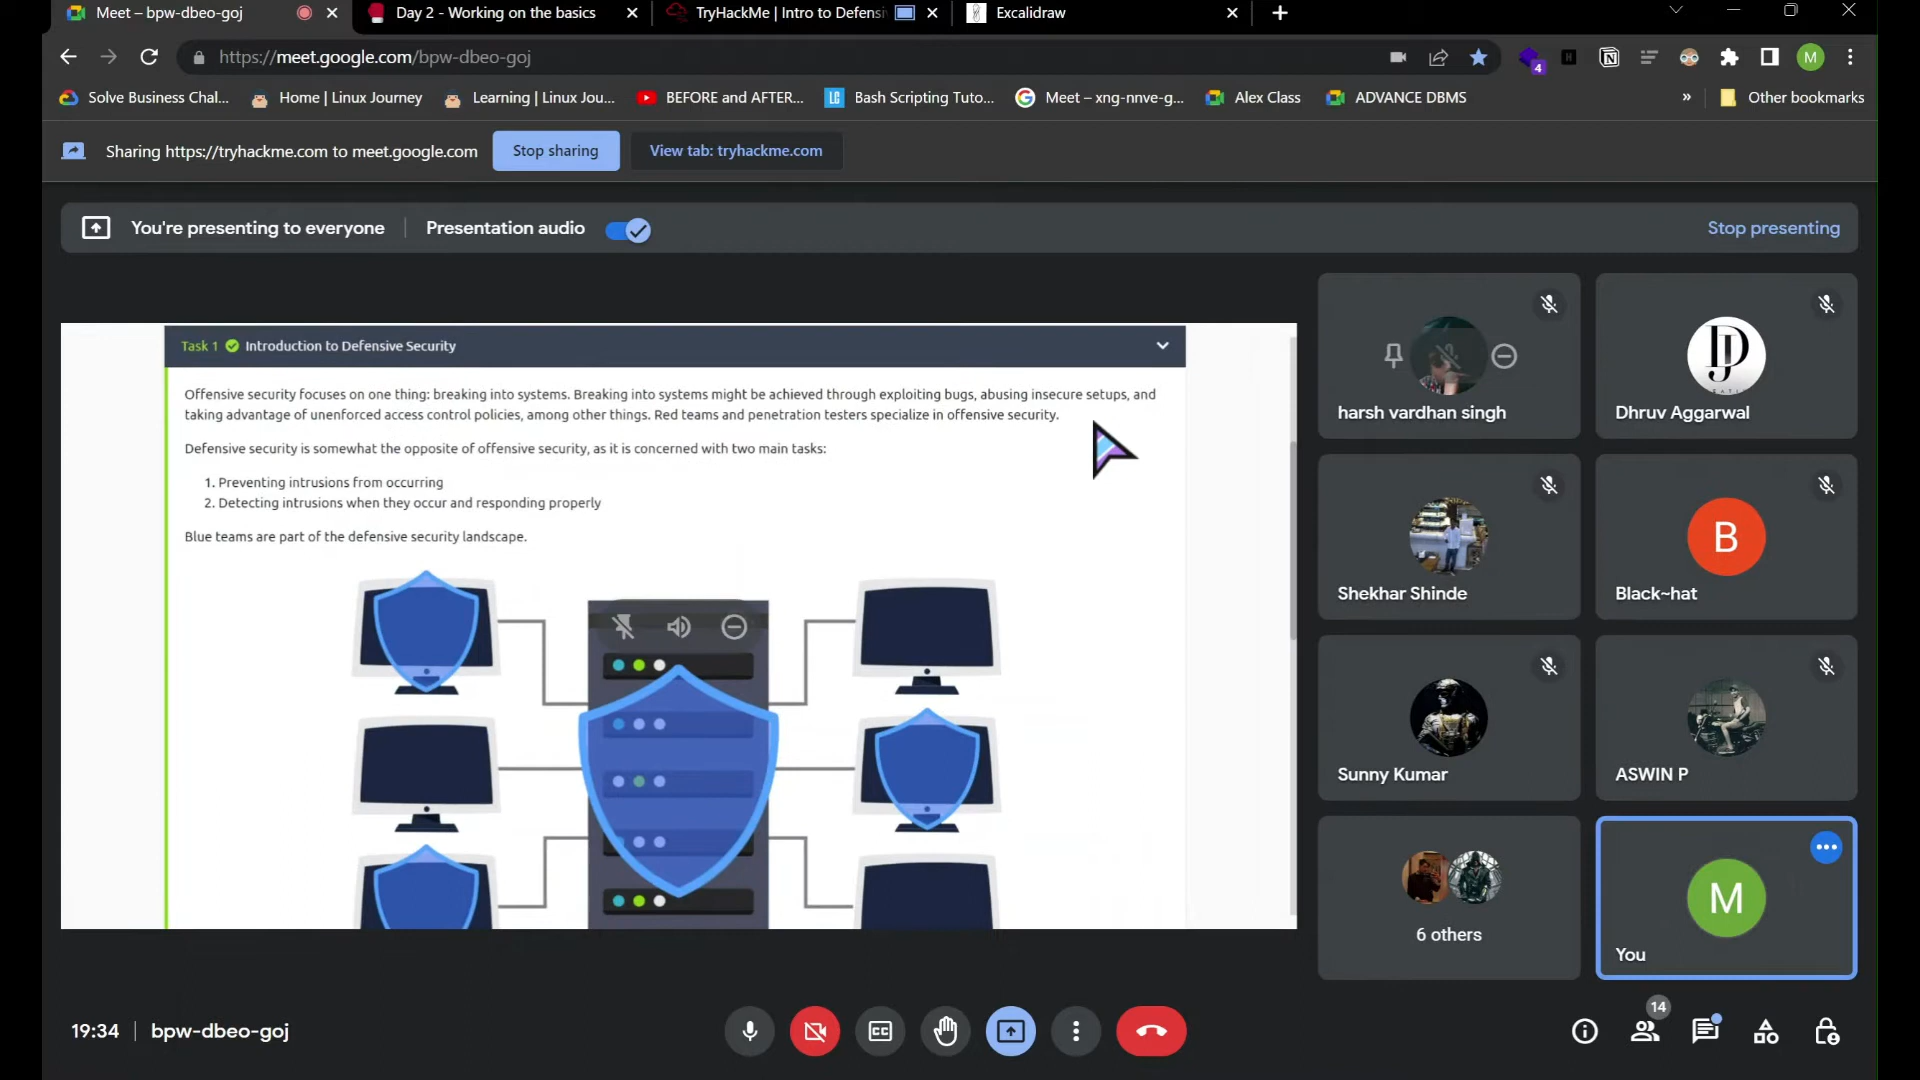 Meet – bpw-dbeo-goj
Day 2 - Working on the basics
TryHackMe | Intro to Defensi
Excalidraw
https://meet.google.com/bpw-dbeo-goj
4
M
Solve Business Chal...
Home | Linux Journey
Learning | Linux Jou...
BEFORE and AFTER...
LC
Bash Scripting Tuto...
Meet – xng-nnve-g...
Alex Class
ADVANCE DBMS
»
Other bookmarks
Sharing https://tryhackme.com to meet.google.com
Stop sharing
View tab: tryhackme.com
You're presenting to everyone
Presentation audio
Stop presenting
Task 1
Introduction to Defensive Security
Offensive security focuses on one thing: breaking into systems. Breaking into systems might be achieved through exploiting bugs, abusing insecure setups, and
taking advantage of unenforced access control policies, among other things. Red teams and penetration testers specialize in offensive security.
Defensive security is somewhat the opposite of offensive security, as it is concerned with two main tasks:
1. Preventing intrusions from occurring
2. Detecting intrusions when they occur and responding properly
Blue teams are part of the defensive security landscape.
harsh vardhan singh
DJ
Dhruv Aggarwal
Shekhar Shinde
B
Black~hat
Sunny Kumar
ASWIN P
6 others
M
You
19:34
bpw-dbeo-goj
CC
14